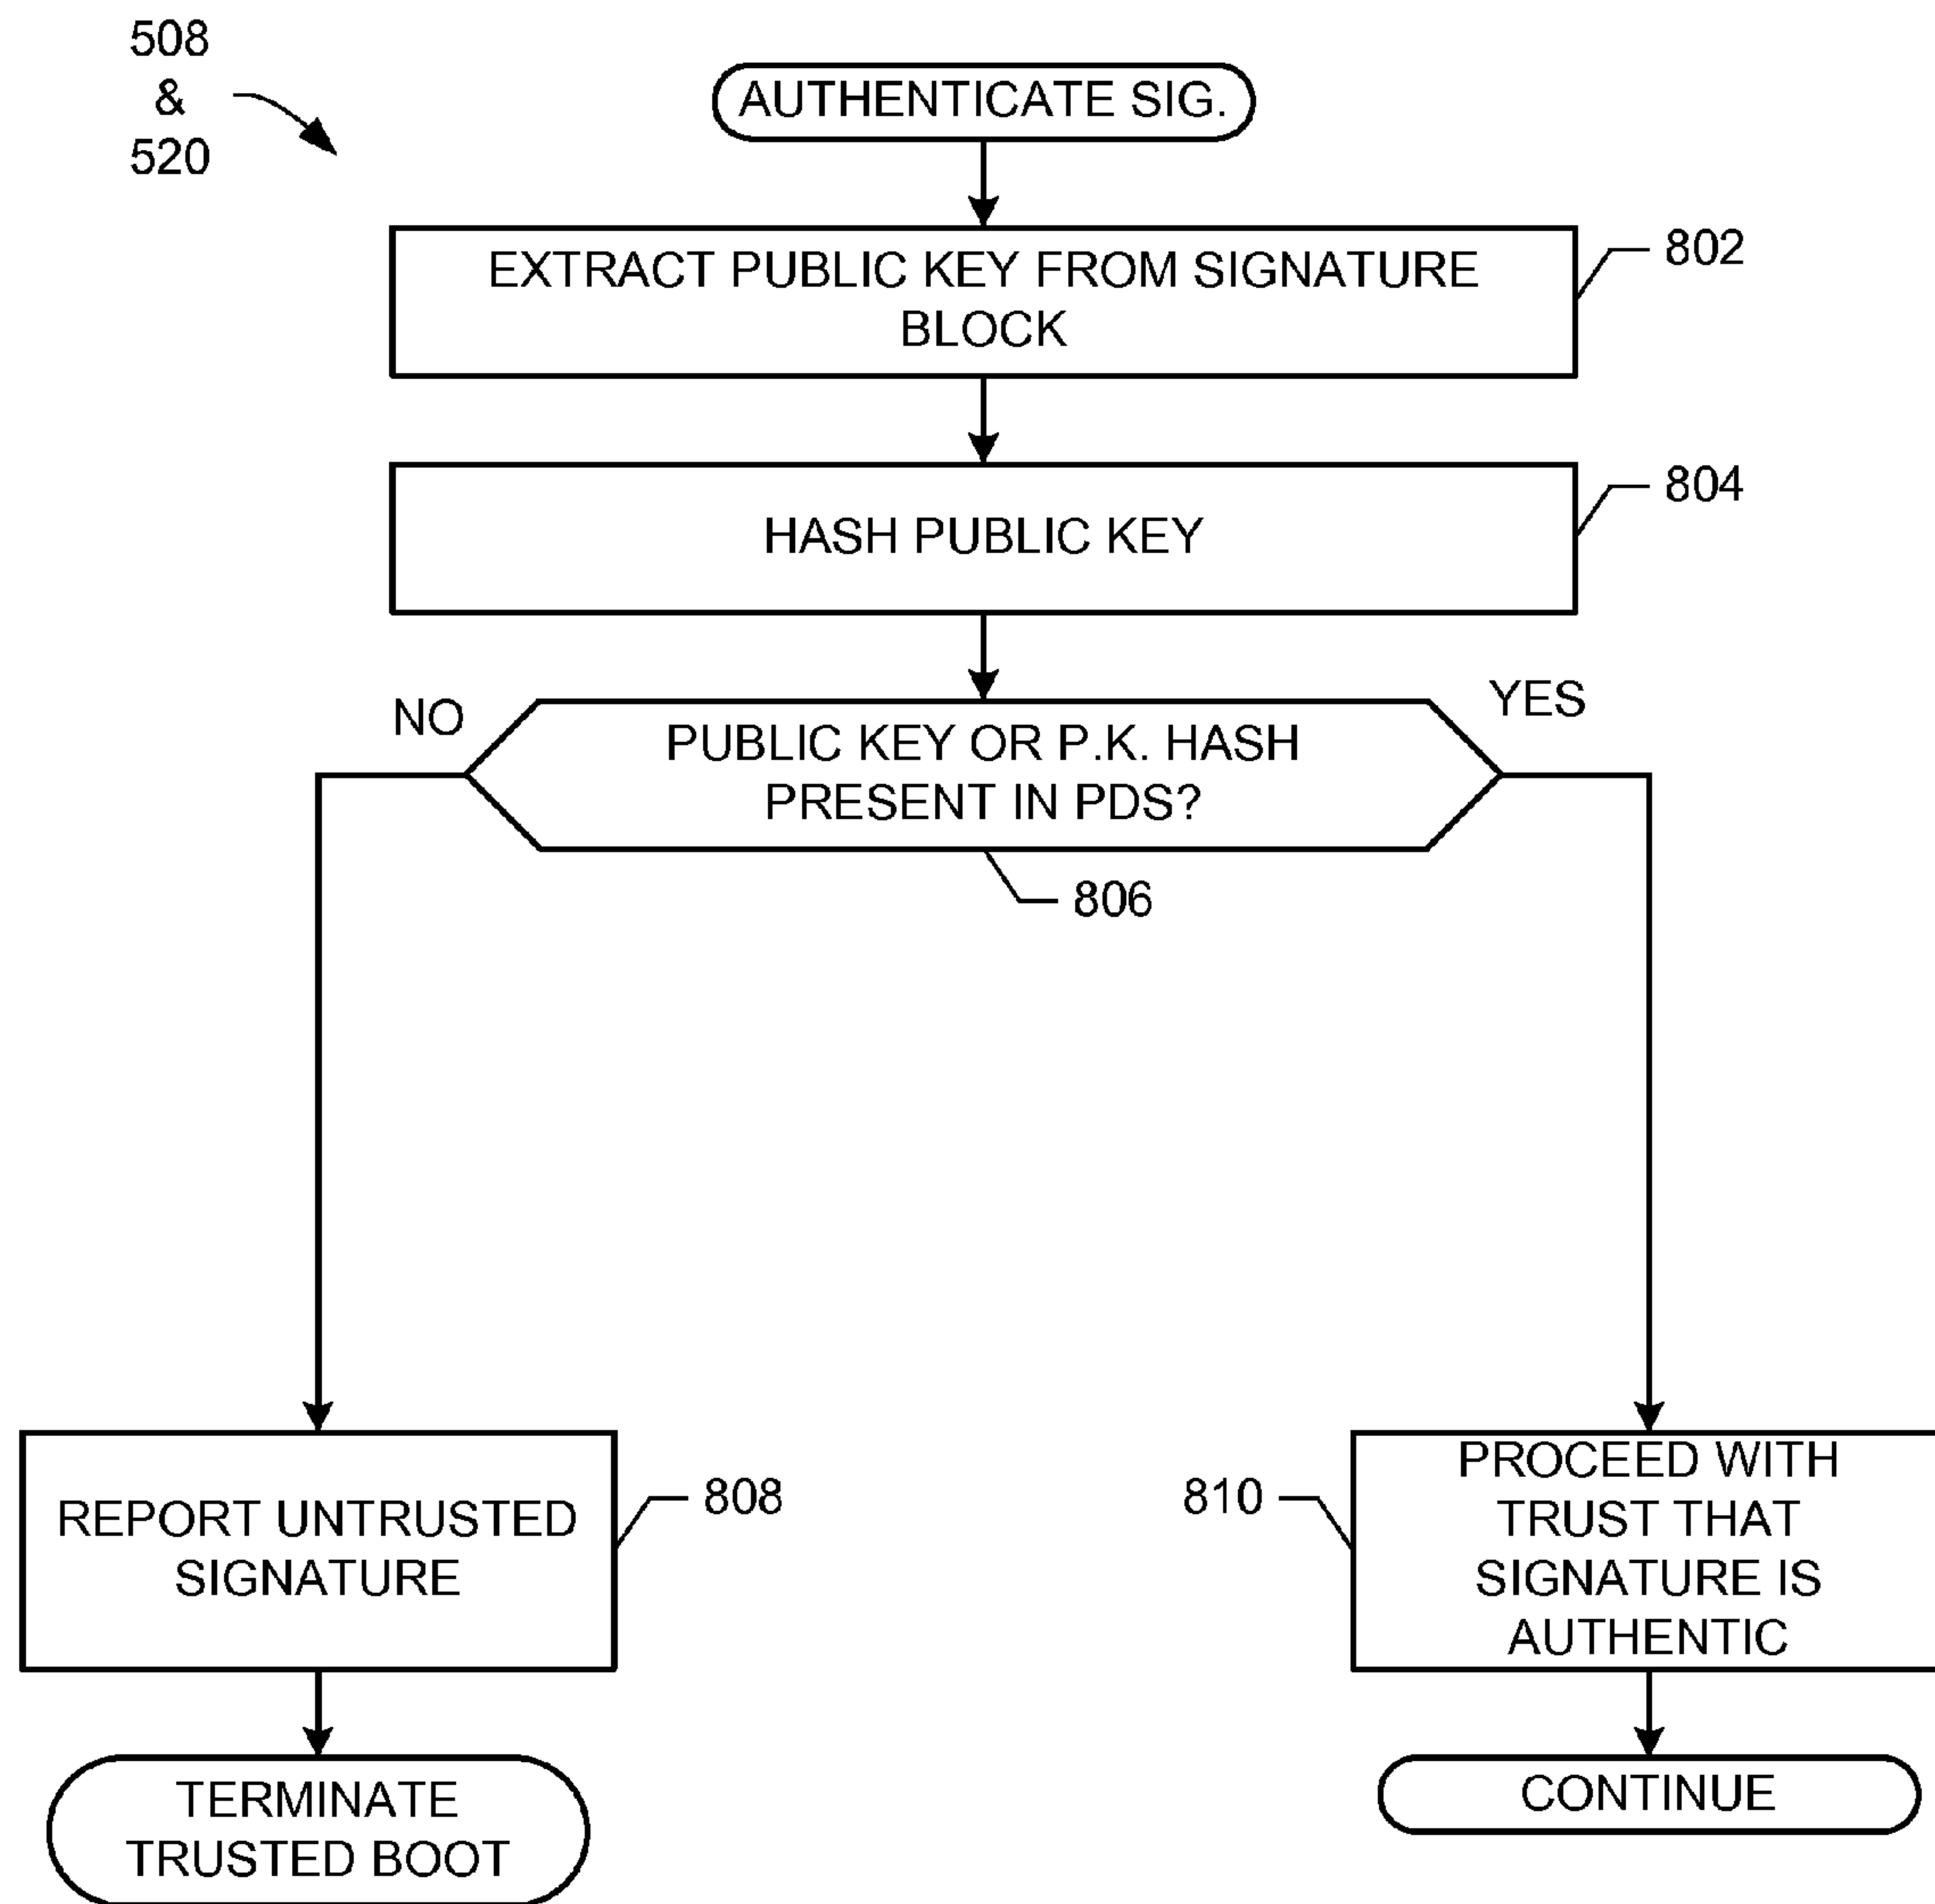 508
&
520
AUTHENTICATE SIG.
EXTRACT PUBLIC KEY FROM SIGNATURE
BLOCK
802
HASH PUBLIC KEY
804
NO
YES
PUBLIC KEY OR P.K. HASH
PRESENT IN PDS?
806
REPORT UNTRUSTED
SIGNATURE
808
810
PROCEED WITH
TRUST THAT
SIGNATURE IS
AUTHENTIC
TERMINATE
TRUSTED BOOT
CONTINUE